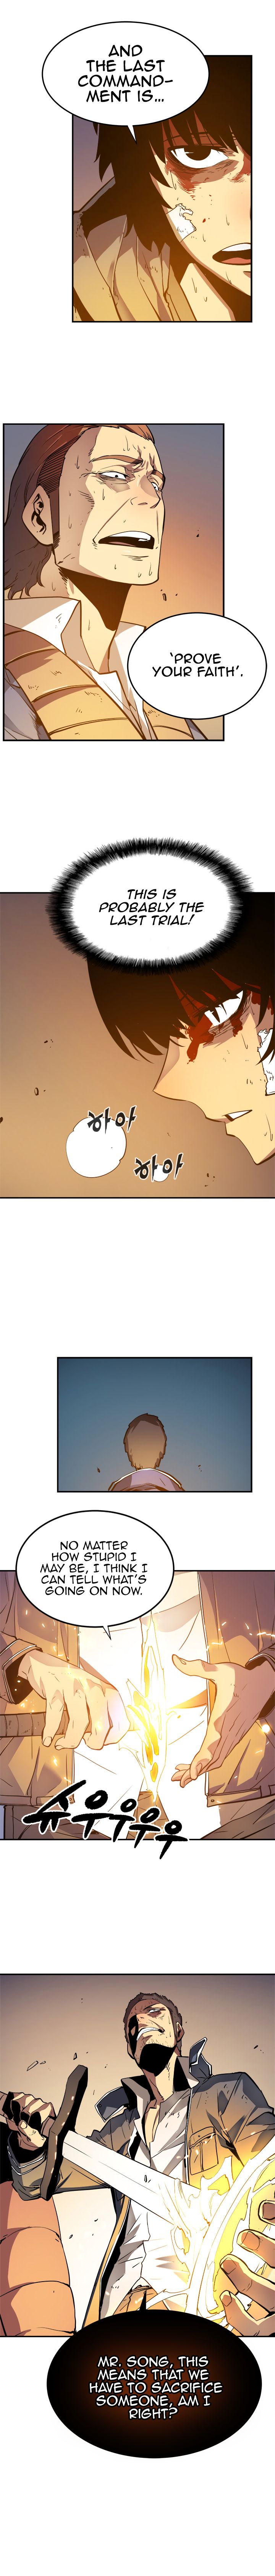 AND
THE LAST
COMMAND-
MENT IS...
'PROVE
YOUR FAITH'.
THIS IS
PROBABLY THE
LAST TRIAL!
하아
하아
NO MATTER
HOW STUPID I
MAY BE, I THINK I
CAN TELL WHAT'S
GOING ON NOW.
슈우우우우
MR. SONG, THIS
MEANS THAT WE
HAVE TO SACRIFICE
SOMEONE, AM I
RIGHT?